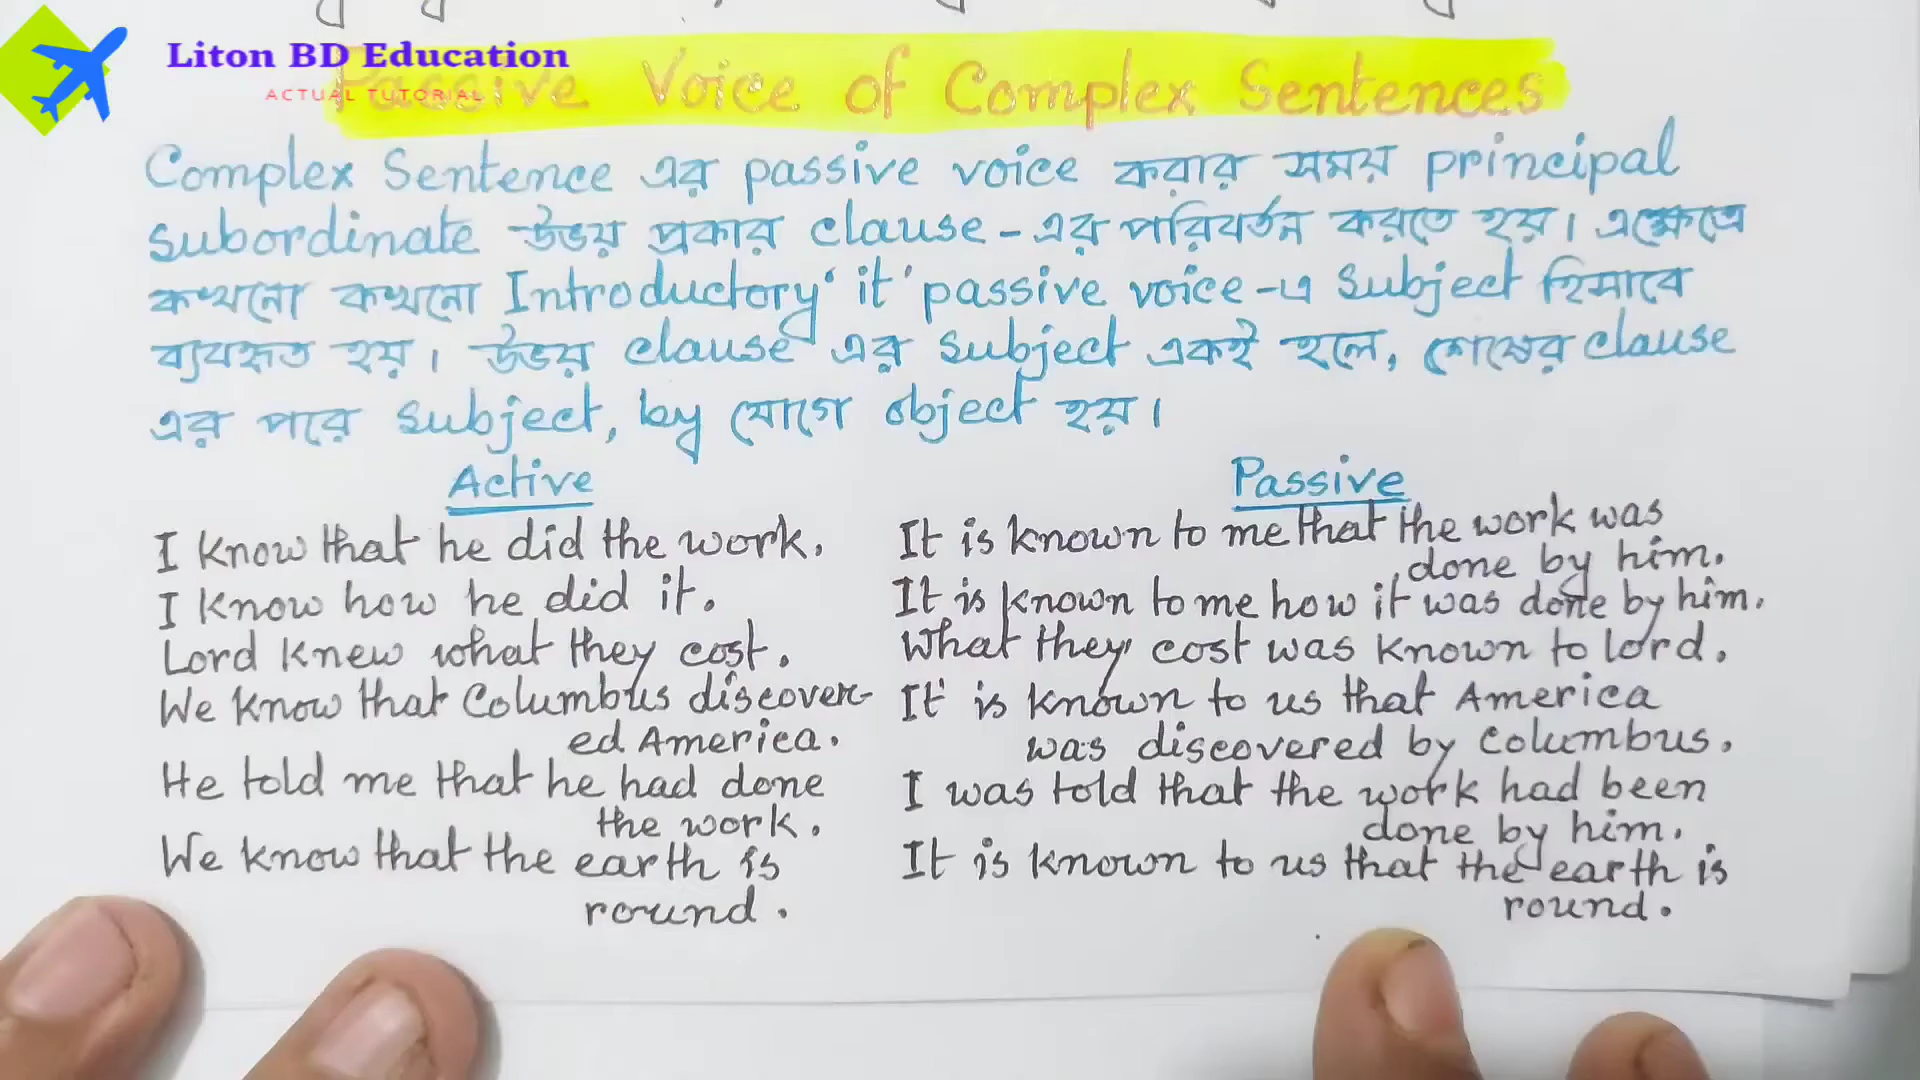 Liton BD Education
ACTUAL TUTORIAL
Passive Voice of Complex Sentences
Complex Sentence এর passive voice করার সময় principal
subordinate উভয় প্রকার clause-এর পরিবর্তন করতে হয়। এক্ষেত্রে
কখনো কখনো Introductory 'it' passive voice-এ subject হিসাবে
ব্যবহৃত হয়। উভয় clause এর subject একই হলে, শেষের clause
এর পরে subject, by যোগে object হয়।
Active
I know that he did the work.
I know how he did it.
Lord knew what they cost.
We know that Columbus discover-
ed America.
He told me that he had done
the work.
We know that the earth is
round.
Passive
It is known to me that the work was
done by him.
It is known to me how it was done by him.
What they cost was known to lord.
It is known to us that America
was discovered by Columbus.
I was told that the work had been
done by him.
It is known to us that the earth is
round.